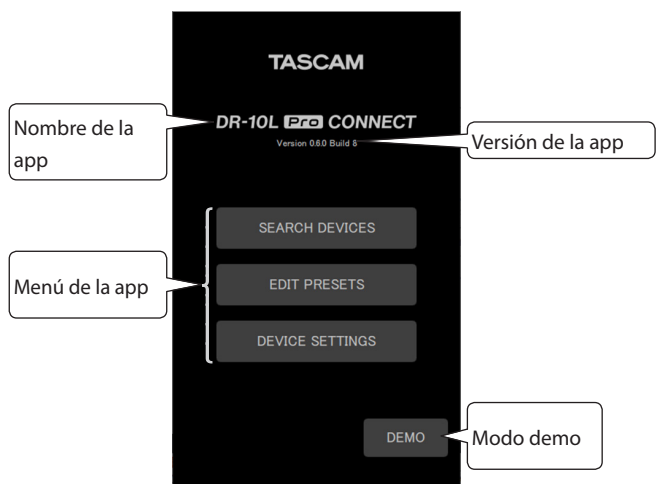 TASCAM
DR-10L Pro CONNECT
Version 0.6.0 Build 8
Nombre de la
app
Versión de la app
SEARCH DEVICES
EDIT PRESETS
DEVICE SETTINGS
Menú de la app
DEMO
Modo demo